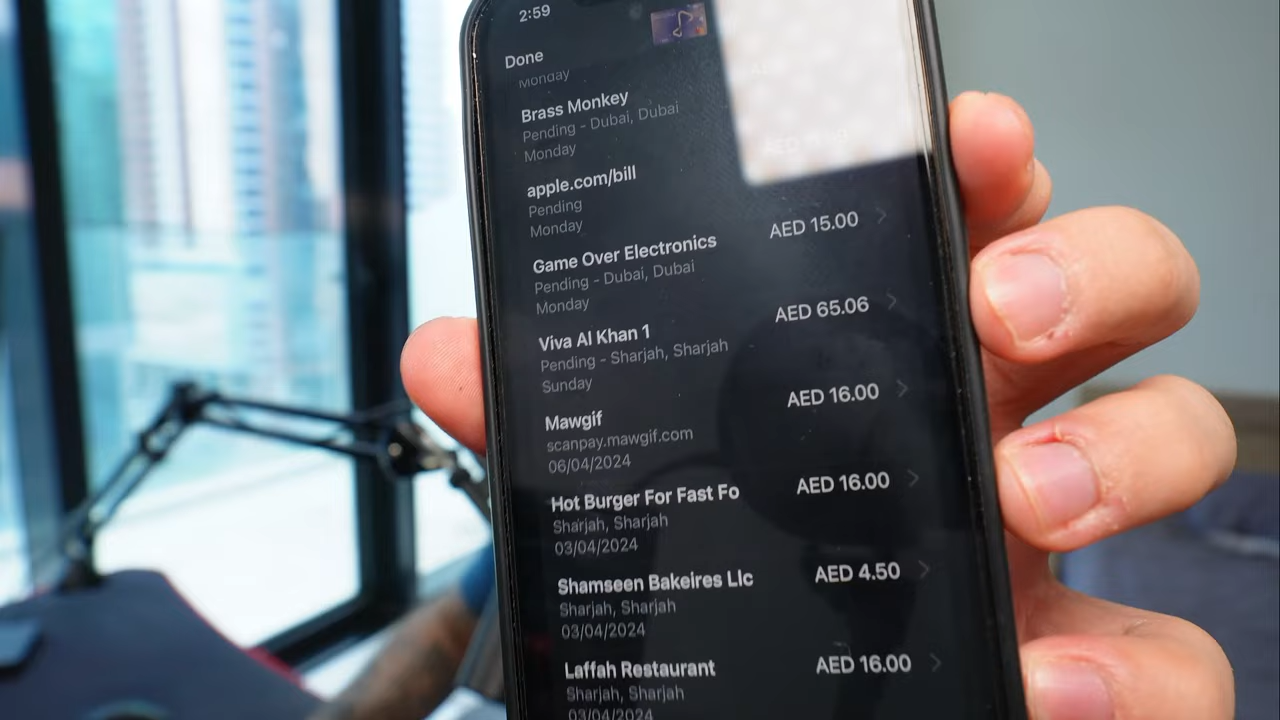 2:59
Done
Monday
Brass Monkey
Pending - Dubai, Dubai
Monday
apple.com/bill
Pending
Monday
Game Over Electronics AED 15.00
Pending - Dubai, Dubai
Monday
Viva Al Khan 1 AED 65.06
Pending - Sharjah, Sharjah
Sunday
Mawgif AED 16.00
scanpay.mawgif.com
06/04/2024
Hot Burger For Fast Fo AED 16.00
Sharjah, Sharjah
03/04/2024
Shamseen Bakeires Llc AED 4.50
Sharjah, Sharjah
03/04/2024
Laffah Restaurant AED 16.00
Sharjah, Sharjah
03/04/2024